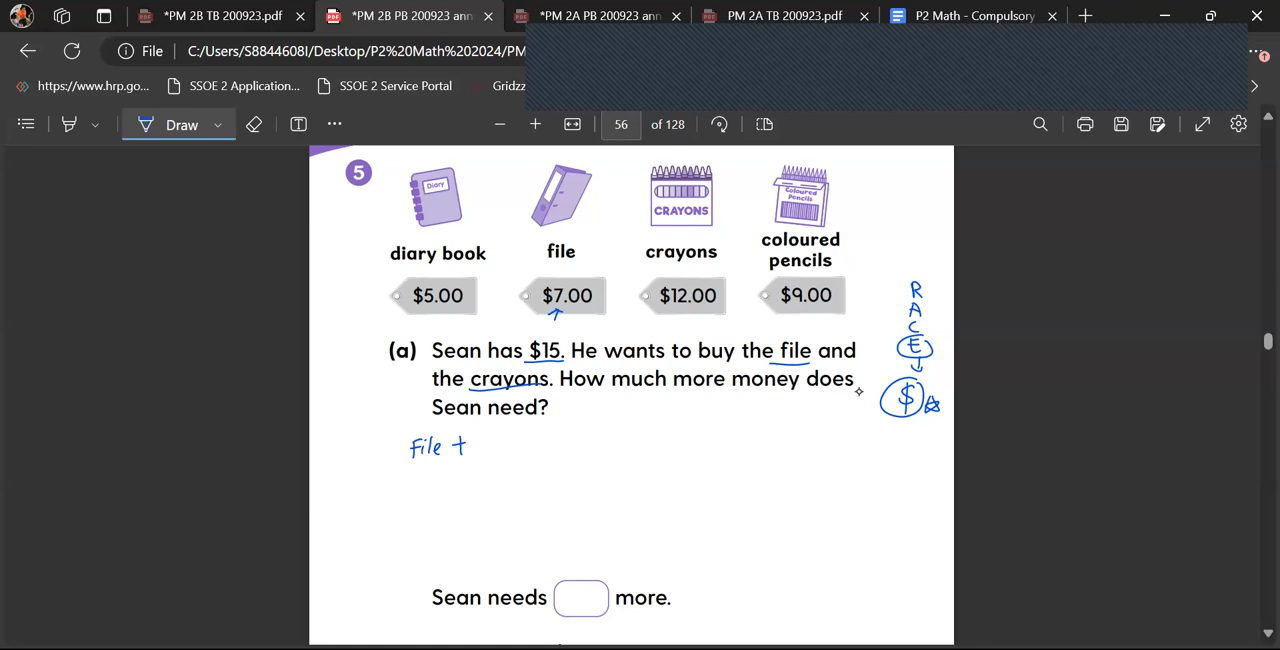 *PM 2B TB 200923.pdf
*PM 2B PB 200923 ann
*PM 2A PB 200923 ann
PM 2A TB 200923.pdf
P2 Math - Compulsory
File
C:/Users/S8844608I/Desktop/P2%20Math%202024/PM
https://www.hrp.go...
SSOE 2 Application...
SSOE 2 Service Portal
Gridzz
Draw
56
of 128
5
Diary
CRAYONS
Coloured
Pencils
diary book
file
crayons
coloured
pencils
$5.00
$7.00
$12.00
$9.00
R
A
C
E
$
(a) Sean has $15. He wants to buy the file and
the crayons. How much more money does
Sean need?
File +
Sean needs
more.